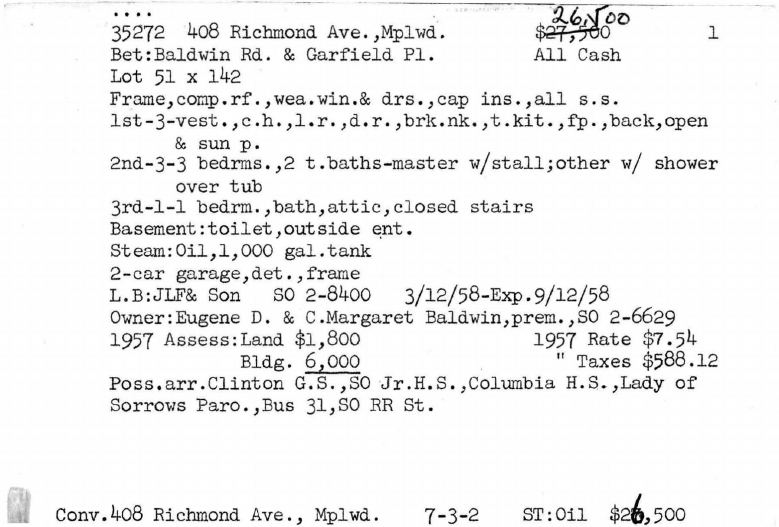 ....
26,500
35272 408 Richmond Ave.,Mplwd. $27,500 1
Bet:Baldwin Rd. & Garfield Pl. All Cash
Lot 51 x 142
Frame,comp.rf.,wea.win.& drs.,cap ins.,all s.s.
1st-3-vest.,c.h.,l.r.,d.r.,brk.nk.,t.kit.,fp.,back,open
& sun p.
2nd-3-3 bedrms.,2 t.baths-master w/stall;other w/ shower
over tub
3rd-1-1 bedrm.,bath,attic,closed stairs
Basement:toilet,outside ent.
Steam:Oil,1,000 gal.tank
2-car garage,det.,frame
L.B:JLF& Son SO 2-8400 3/12/58-Exp.9/12/58
Owner:Eugene D. & C.Margaret Baldwin,prem.,SO 2-6629
1957 Assess:Land $1,800 1957 Rate $7.54
Bldg. 6,000 " Taxes $588.12
Poss.arr.Clinton G.S.,SO Jr.H.S.,Columbia H.S.,Lady of
Sorrows Paro.,Bus 31,SO RR St.
Conv.408 Richmond Ave., Mplwd. 7-3-2 ST:Oil $26,500